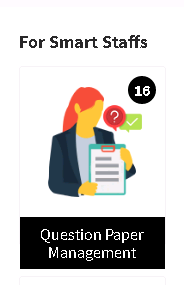 For Smart Staffs
16
?
Question Paper
Management